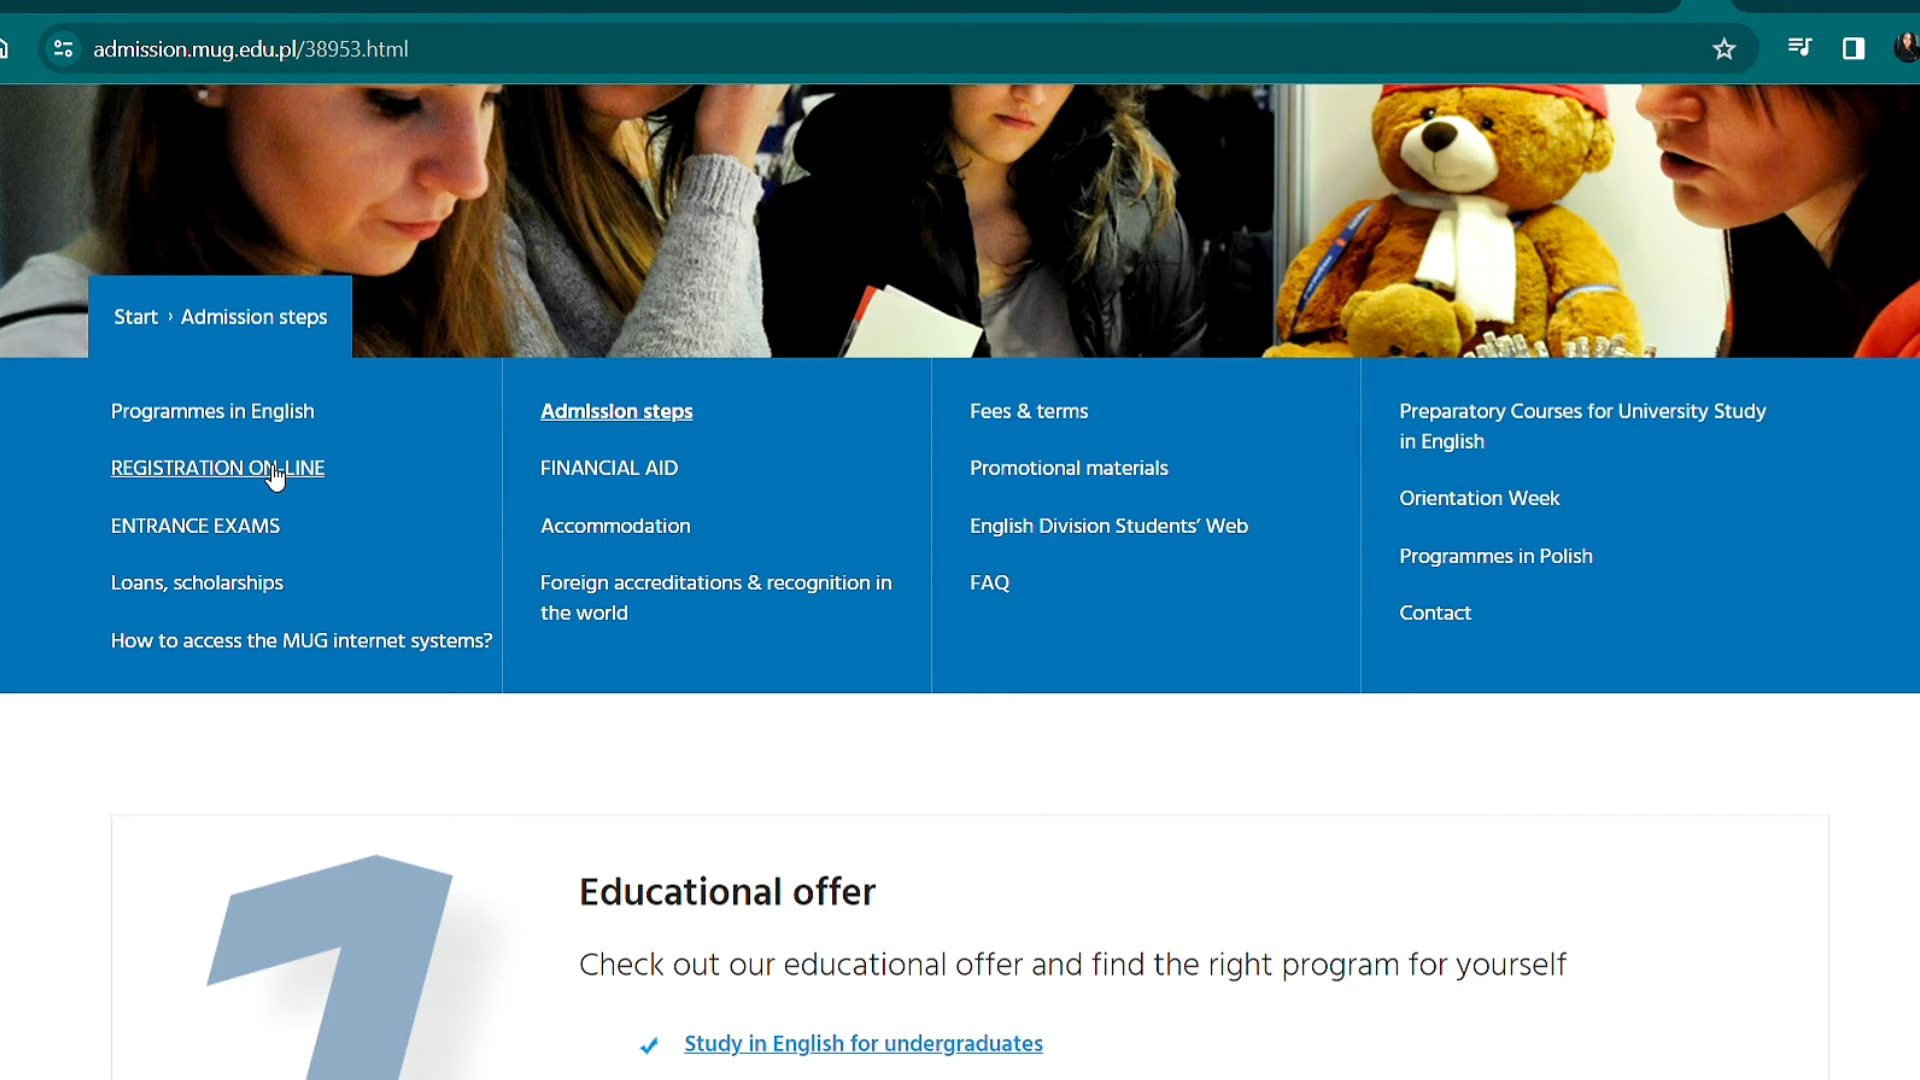 admission.mug.edu.pl/38953.html
Start › Admission steps
Programmes in English
REGISTRATION ON-LINE
ENTRANCE EXAMS
Loans, scholarships
How to access the MUG internet systems?
Admission steps
FINANCIAL AID
Accommodation
Foreign accreditations & recognition in
the world
Fees & terms
Promotional materials
English Division Students’ Web
FAQ
Preparatory Courses for University Study
in English
Orientation Week
Programmes in Polish
Contact
1
Educational offer
Check out our educational offer and find the right program for yourself
Study in English for undergraduates